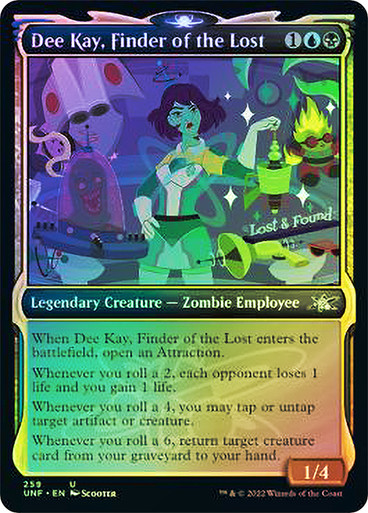 Dee Kay, Finder of the Lost 1
Lost & Found
Legendary Creature — Zombie Employee
When Dee Kay, Finder of the Lost enters the
battlefield, open an Attraction.
Whenever you roll a 2, each opponent loses 1
life and you gain 1 life.
Whenever you roll a 4, you may tap or untap
target artifact or creature.
Whenever you roll a 6, return target creature
card from your graveyard to your hand.
1/4
259 U
UNF • EN Scooter
™ & © 2022 Wizards of the Coast